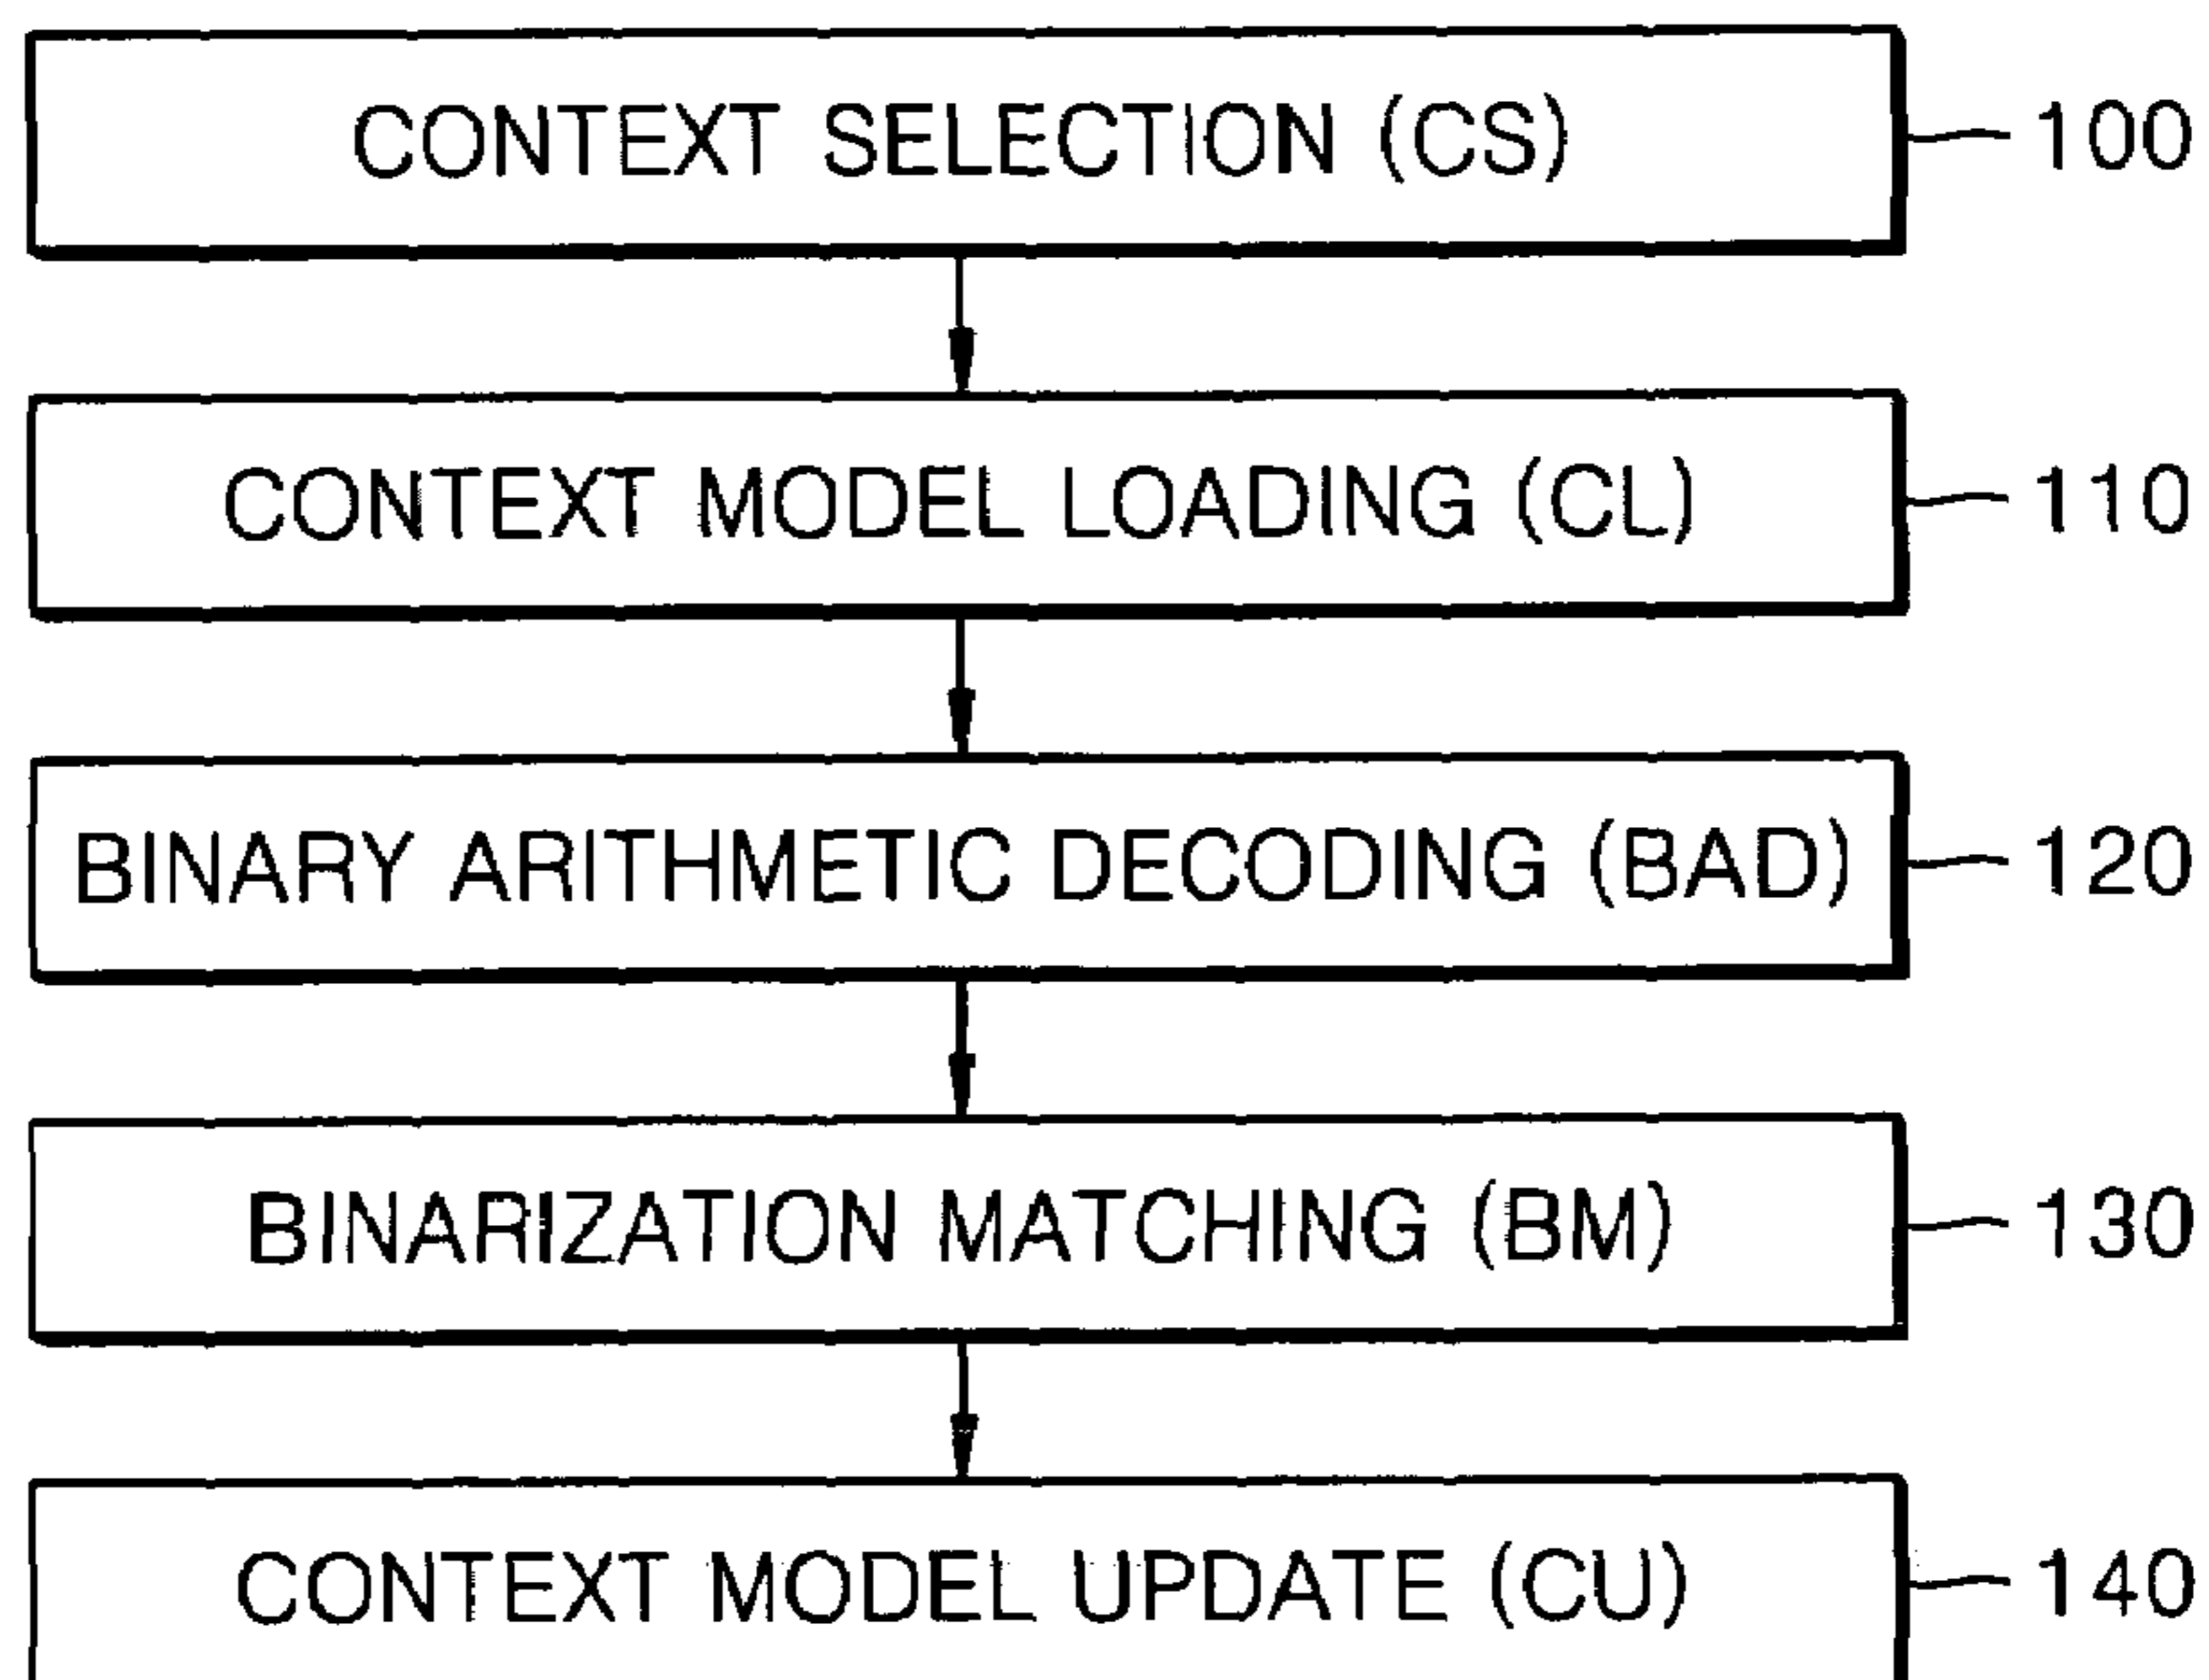 CONTEXT SELECTION (CS) 100
CONTEXT MODEL LOADING (CL) 110
BINARY ARITHMETIC DECODING (BAD) 120
BINARIZATION MATCHING (BM) 130
CONTEXT MODEL UPDATE (CU) 140